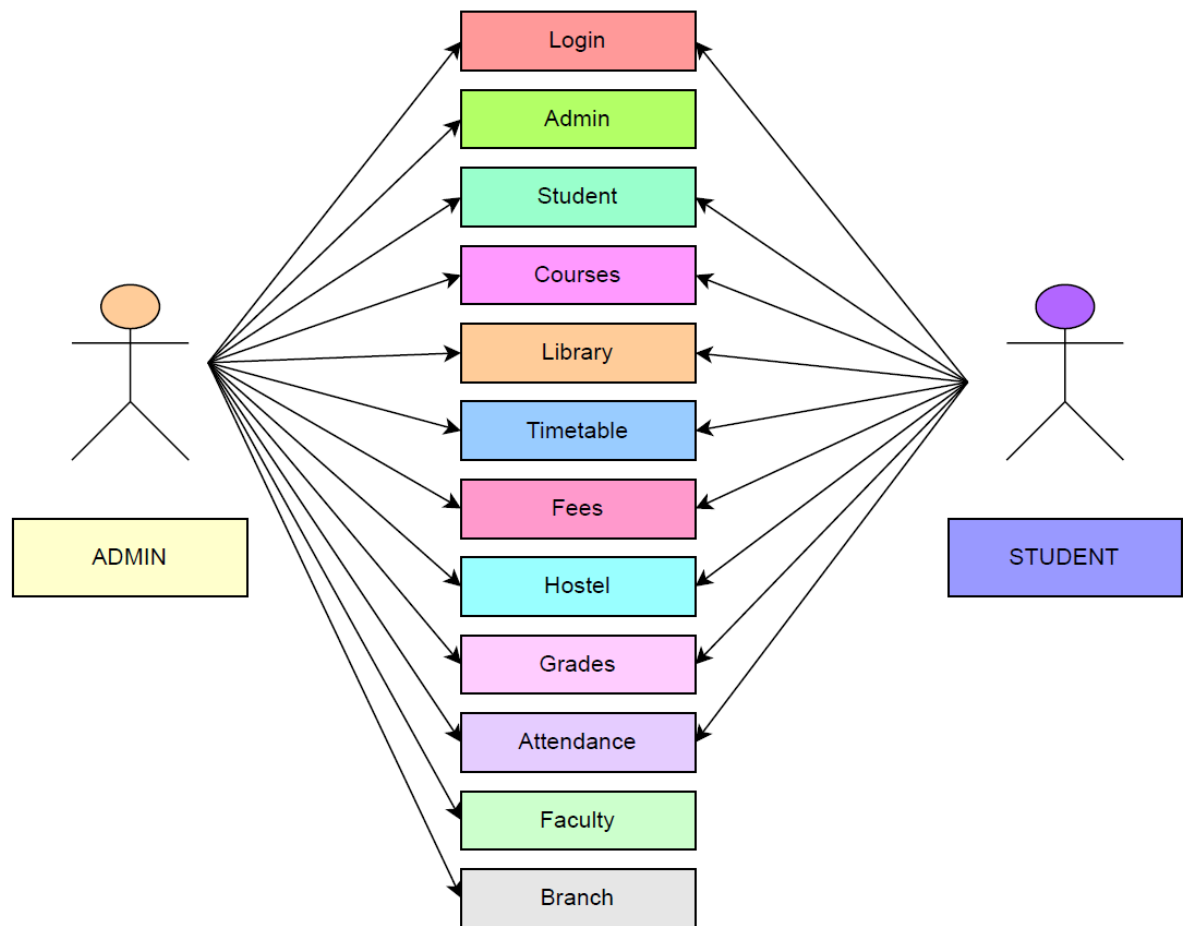 Login
Admin
Student
Courses
Library
Timetable
Fees
Hostel
Grades
Attendance
Faculty
Branch
ADMIN
STUDENT